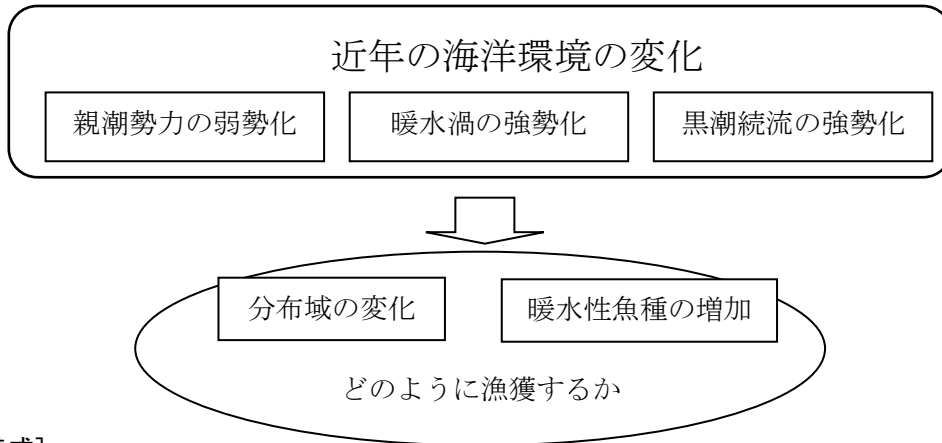 近年の海洋環境の変化
親潮勢力の弱勢化
暖水渦の強勢化
黒潮続流の強勢化
分布域の変化
暖水性魚種の増加
どのように漁獲するか